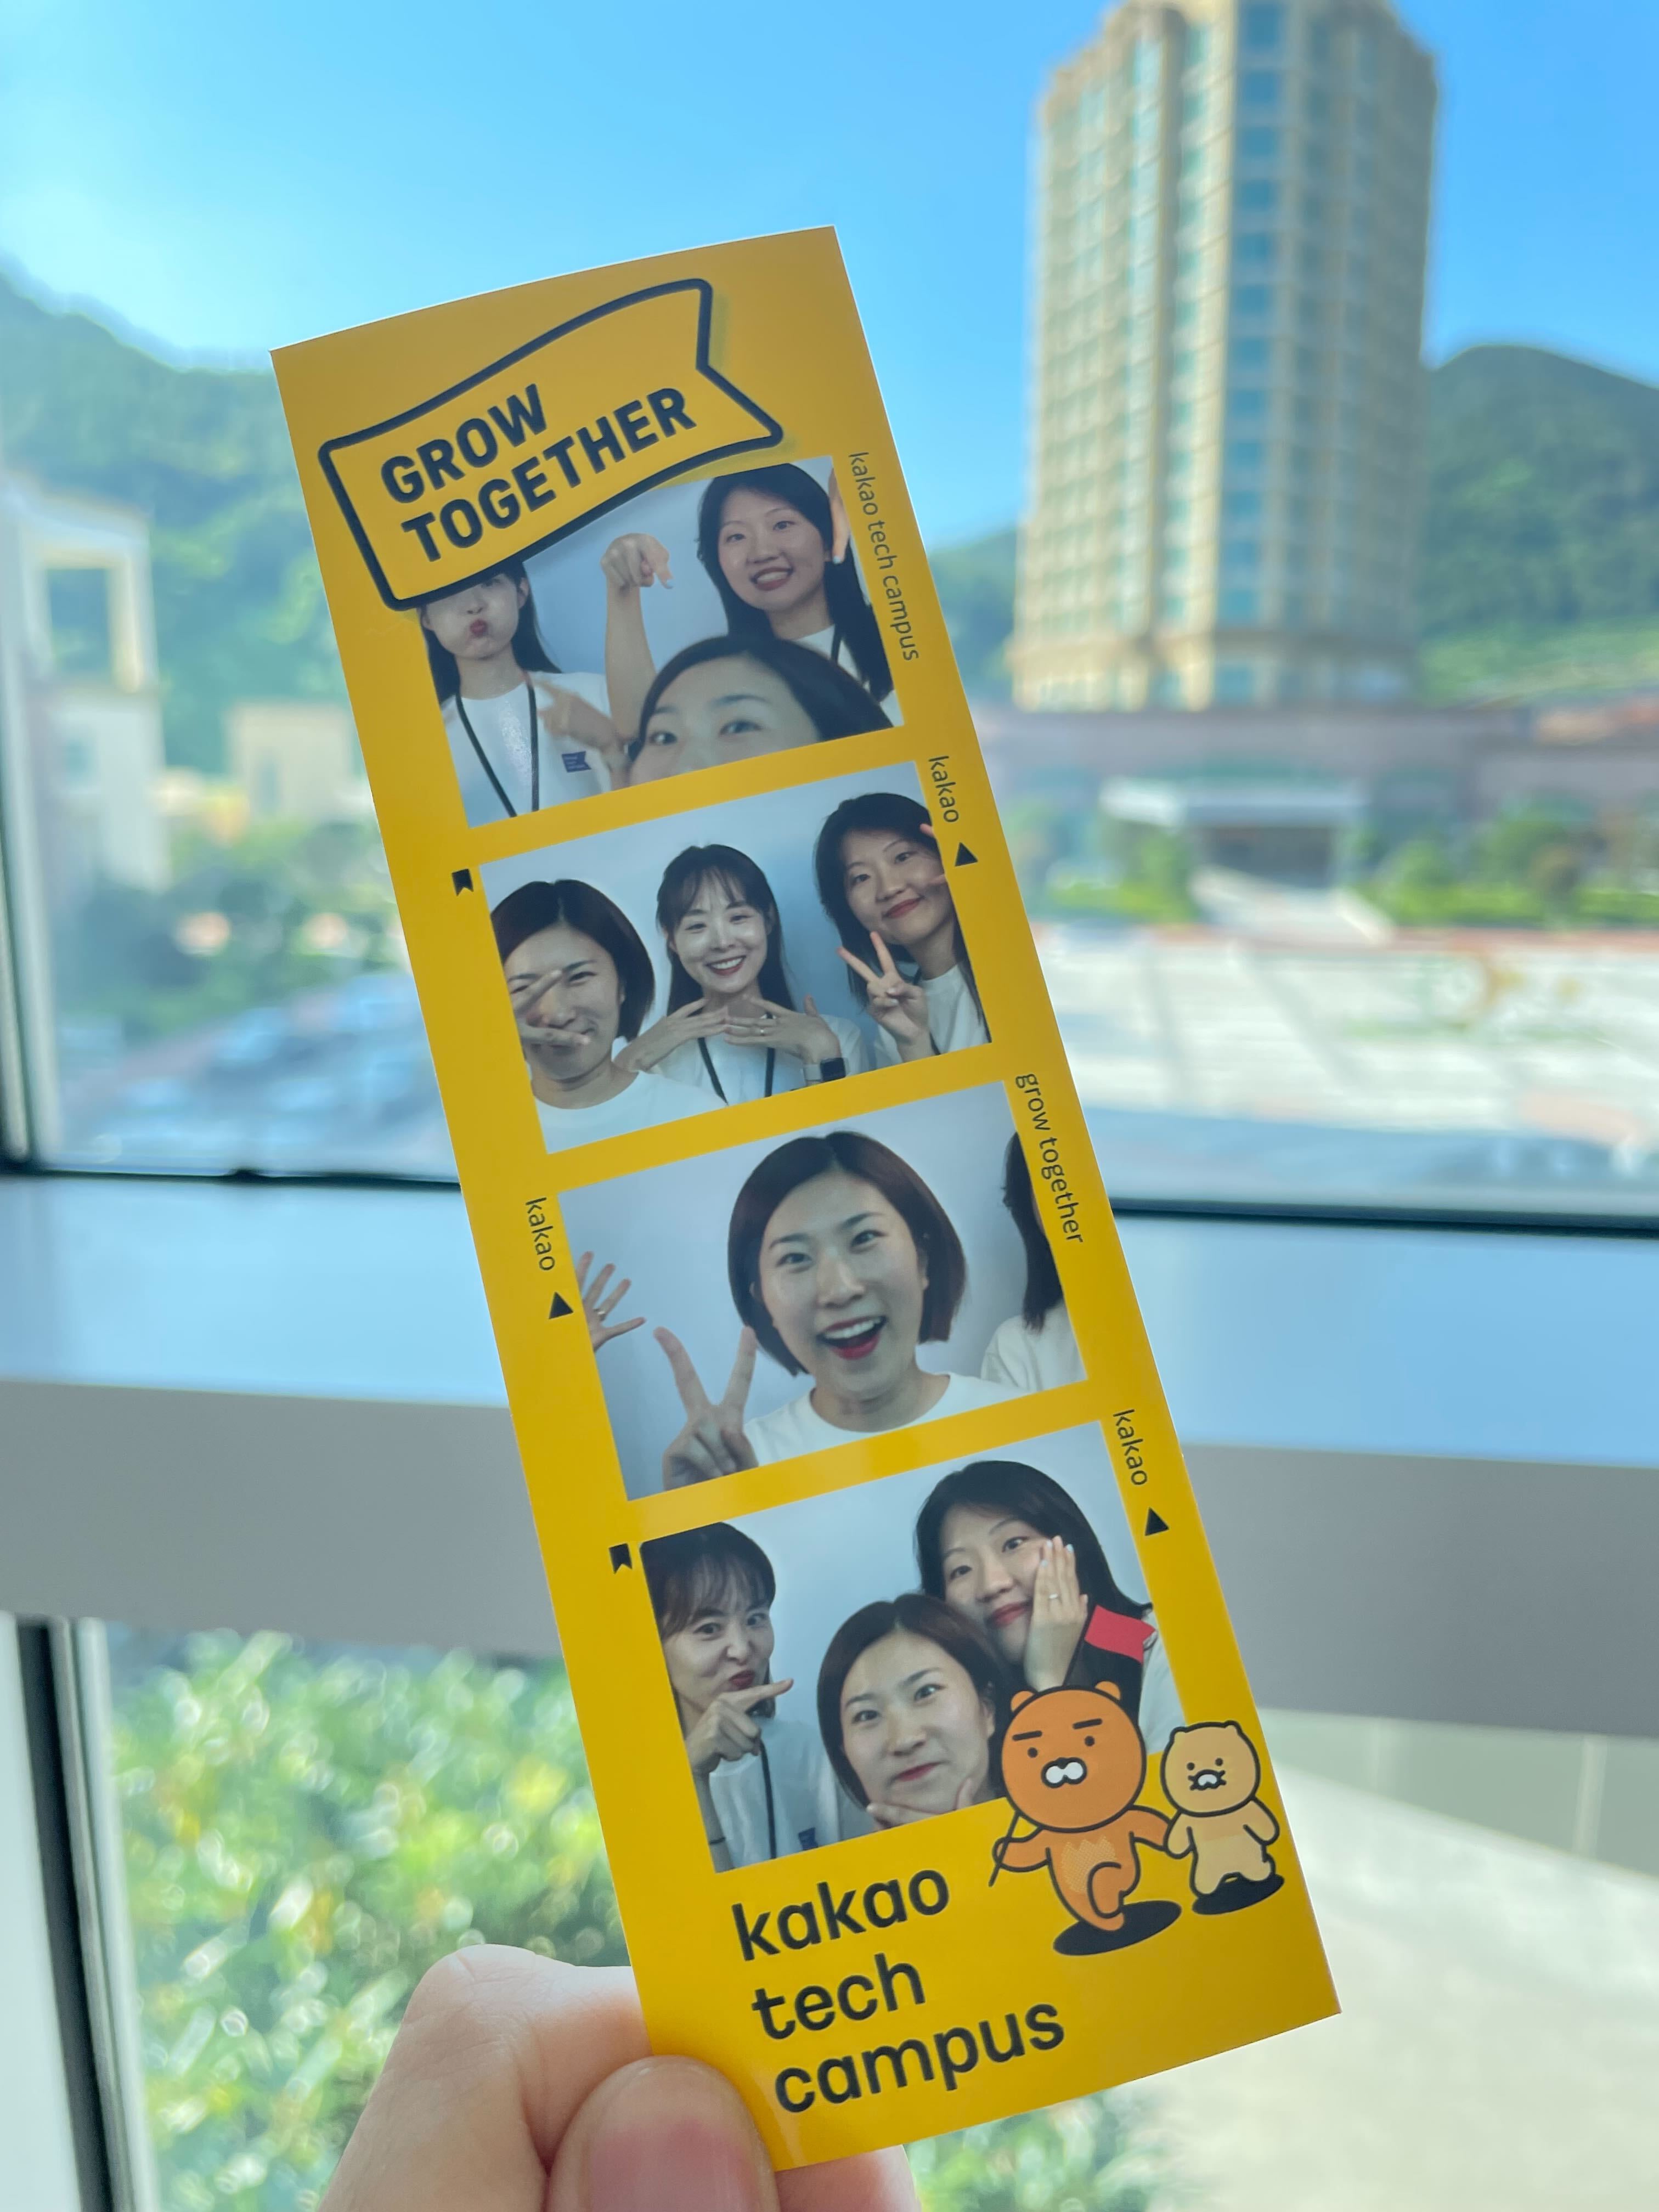 GROW
TOGETHER
kakao tech campus
kakao
grow together
kakao
kakao
kakao
tech
campus